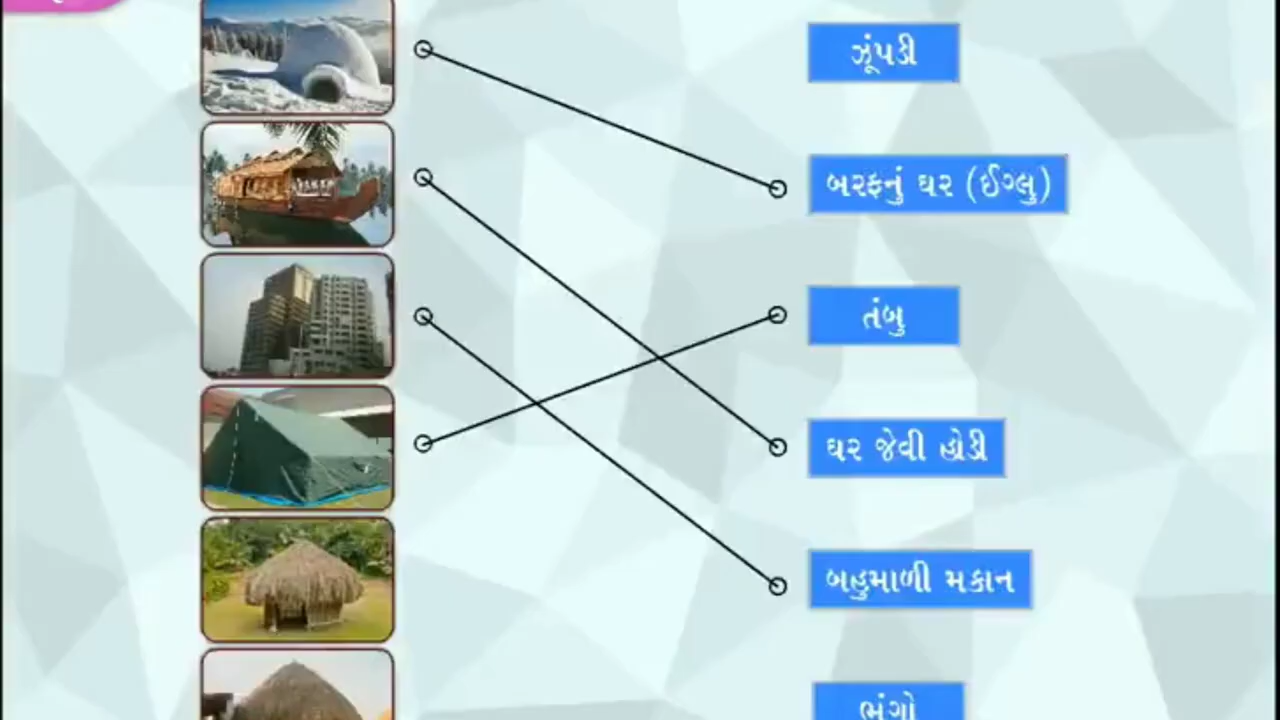 ઝૂંપડી
બરફનું ઘર (ઈગ્લુ)
તંબુ
ઘર જેવી હોડી
બહુમાળી મકાન
ભુંગો